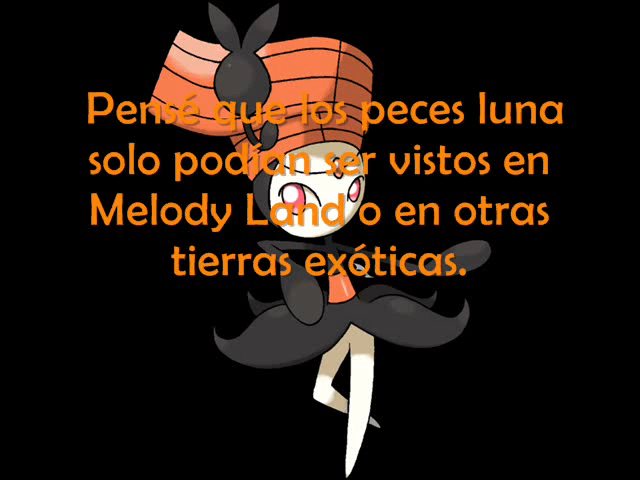 Pensé que los peces luna
solo podían ser vistos en
Melody Land o en otras
tierras exóticas.